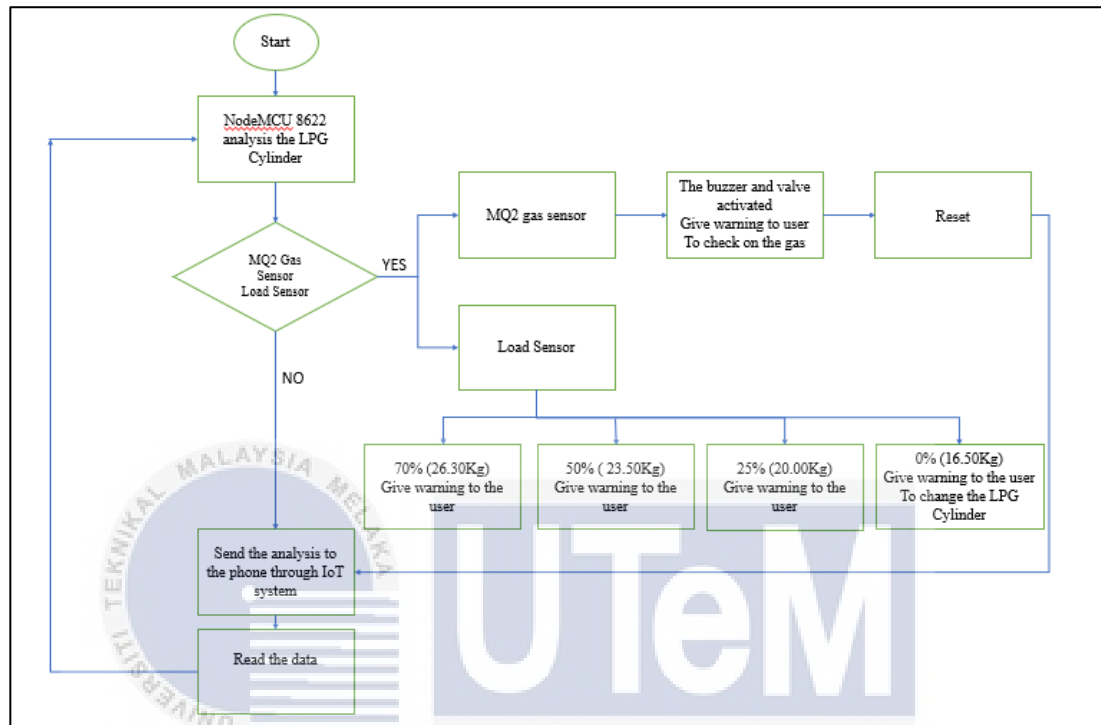 Start
NodeMCU 8622
analysis the LPG
Cylinder
MQ2 Gas
Sensor
Load Sensor
YES
NO
MQ2 gas sensor
The buzzer and valve
activated
Give warning to user
To check on the gas
Reset
Load Sensor
70% (26.30Kg)
Give warning to the
user
50% ( 23.50Kg)
Give warning to the
user
25% (20.00Kg)
Give warning to the
user
0% (16.50Kg)
Give warning to the user
To change the LPG
Cylinder
Send the analysis to
the phone through IoT
system
Read the data
UNIVERSITI TEKNIKAL MALAYSIA MELAKA
UTeM